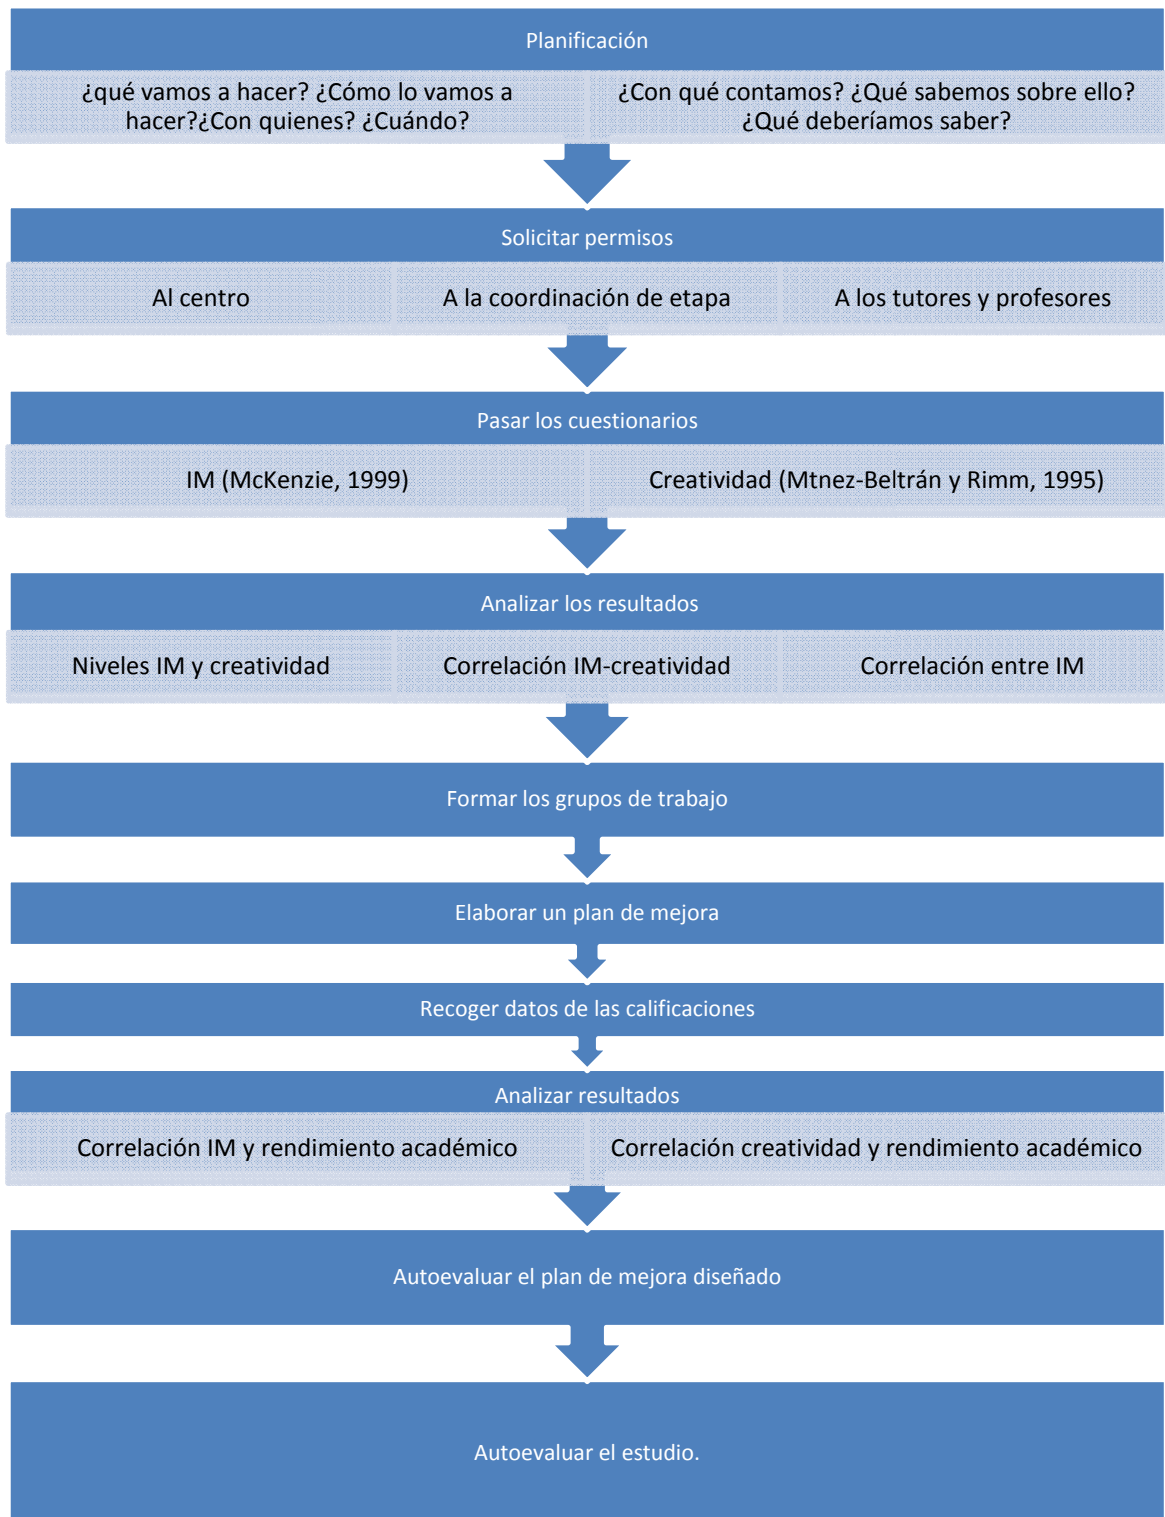 Planificación
¿qué vamos a hacer? ¿Cómo lo vamos a
hacer?¿Con quienes? ¿Cuándo?
¿Con qué contamos? ¿Qué sabemos sobre ello?
¿Qué deberíamos saber?
Solicitar permisos
Al centro
A la coordinación de etapa
A los tutores y profesores
Pasar los cuestionarios
IM (McKenzie, 1999)
Creatividad (Mtnez-Beltrán y Rimm, 1995)
Analizar los resultados
Niveles IM y creatividad
Correlación IM-creatividad
Correlación entre IM
Formar los grupos de trabajo
Elaborar un plan de mejora
Recoger datos de las calificaciones
Analizar resultados
Correlación IM y rendimiento académico
Correlación creatividad y rendimiento académico
Autoevaluar el plan de mejora diseñado
Autoevaluar el estudio.